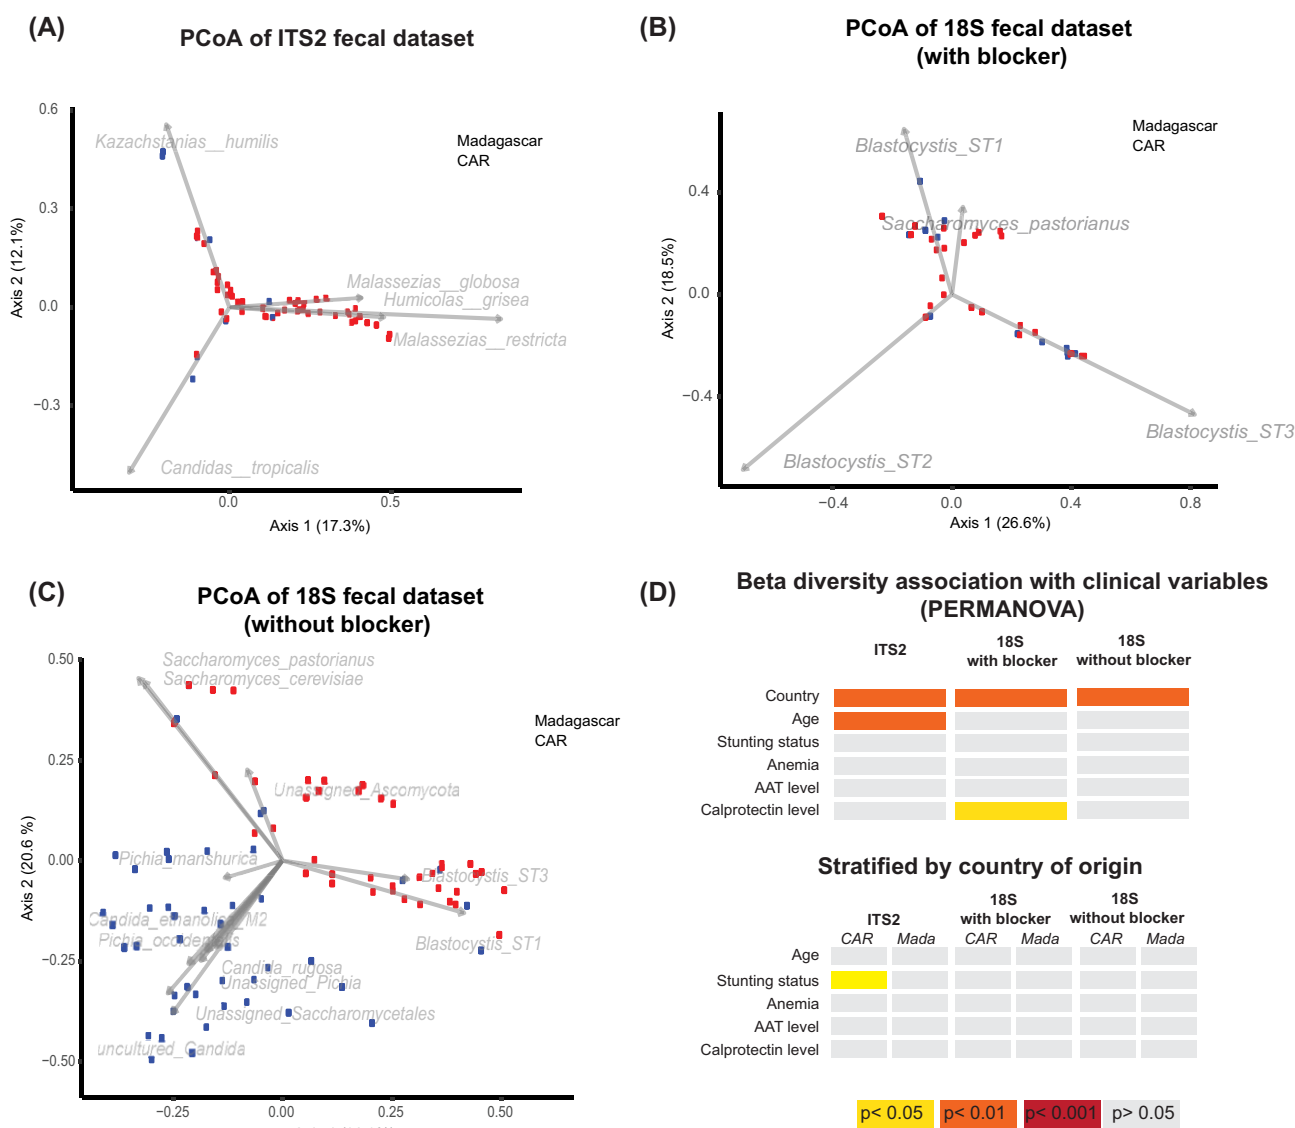 (A)
PCoA of ITS2 fecal dataset
0.6
0.3
0.0
−0.3
Axis 2 (12.1%)
Kazachstanias__humilis
Madagascar
CAR
Malassezias__globosa
Humicolas__grisea
Malassezias__restricta
Candidas__tropicalis
0.0
0.5
Axis 1 (17.3%)
(B)
PCoA of 18S fecal dataset
(with blocker)
0.4
0.0
−0.4
Axis 2 (18.5%)
Blastocystis_ST1
Madagascar
CAR
Saccharomyces_pastorianus
Blastocystis_ST3
Blastocystis_ST2
−0.4
0.0
0.4
0.8
Axis 1 (26.6%)
(C)
PCoA of 18S fecal dataset
(without blocker)
0.50
0.25
0.00
−0.25
−0.50
Axis 2 (20.6 %)
Saccharomyces_pastorianus
Saccharomyces_cerevisiae
Madagascar
CAR
Unassigned_Ascomycota
Pichia_manshurica
Blastocystis_ST3
Candida_ethanolica_M2
Blastocystis_ST1
Pichia_occidentalis
Candida_rugosa
Unassigned_Pichia
Unassigned_Saccharomycetales
uncultured_Candida
−0.25
0.00
0.25
0.50
(D)
Beta diversity association with clinical variables
(PERMANOVA)
ITS2
18S
with blocker
18S
without blocker
Country
Age
Stunting status
Anemia
AAT level
Calprotectin level
Stratified by country of origin
ITS2
18S
with blocker
18S
without blocker
CAR Mada CAR Mada CAR Mada
Age
Stunting status
Anemia
AAT level
Calprotectin level
p< 0.05 p< 0.01 p< 0.001 p> 0.05